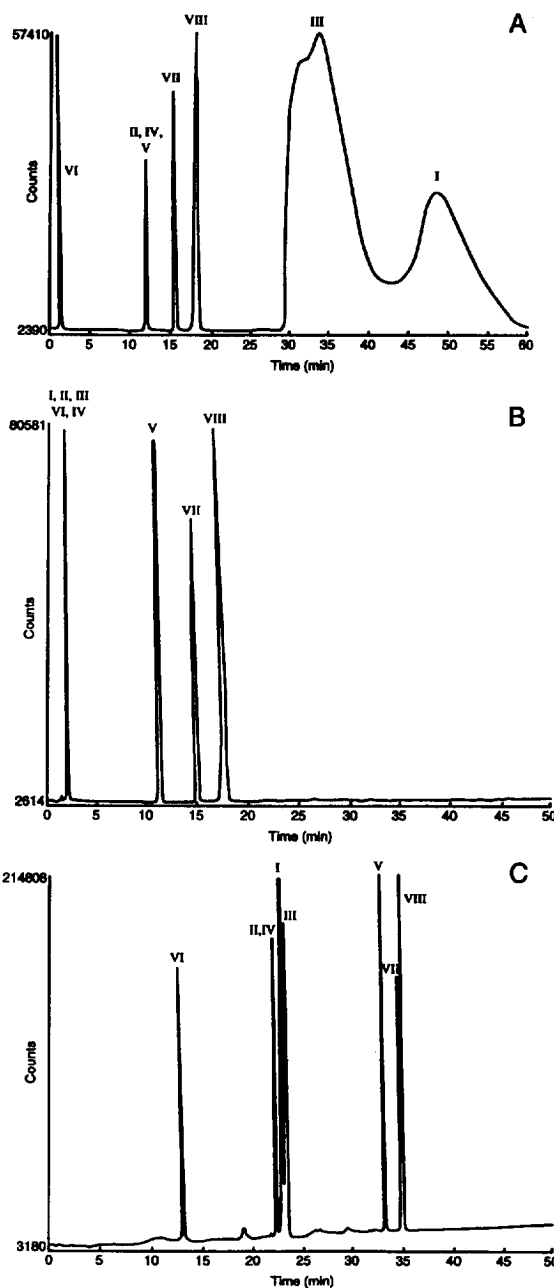 A
57410
VIII
III
VII
II, IV,
V
VI
I
Counts
2390
0 5 10 15 20 25 30 35 40 45 50 55 60
Time (min)
B
I, II, III
VI, IV
80581
V
VIII
VII
Counts
2614
0 5 10 15 20 25 30 35 40 45 50
Time (min)
C
214808
I
V
II,IV
III
VIII
VI
VII
Counts
3180
0 5 10 15 20 25 30 35 40 45 50
Time (min)